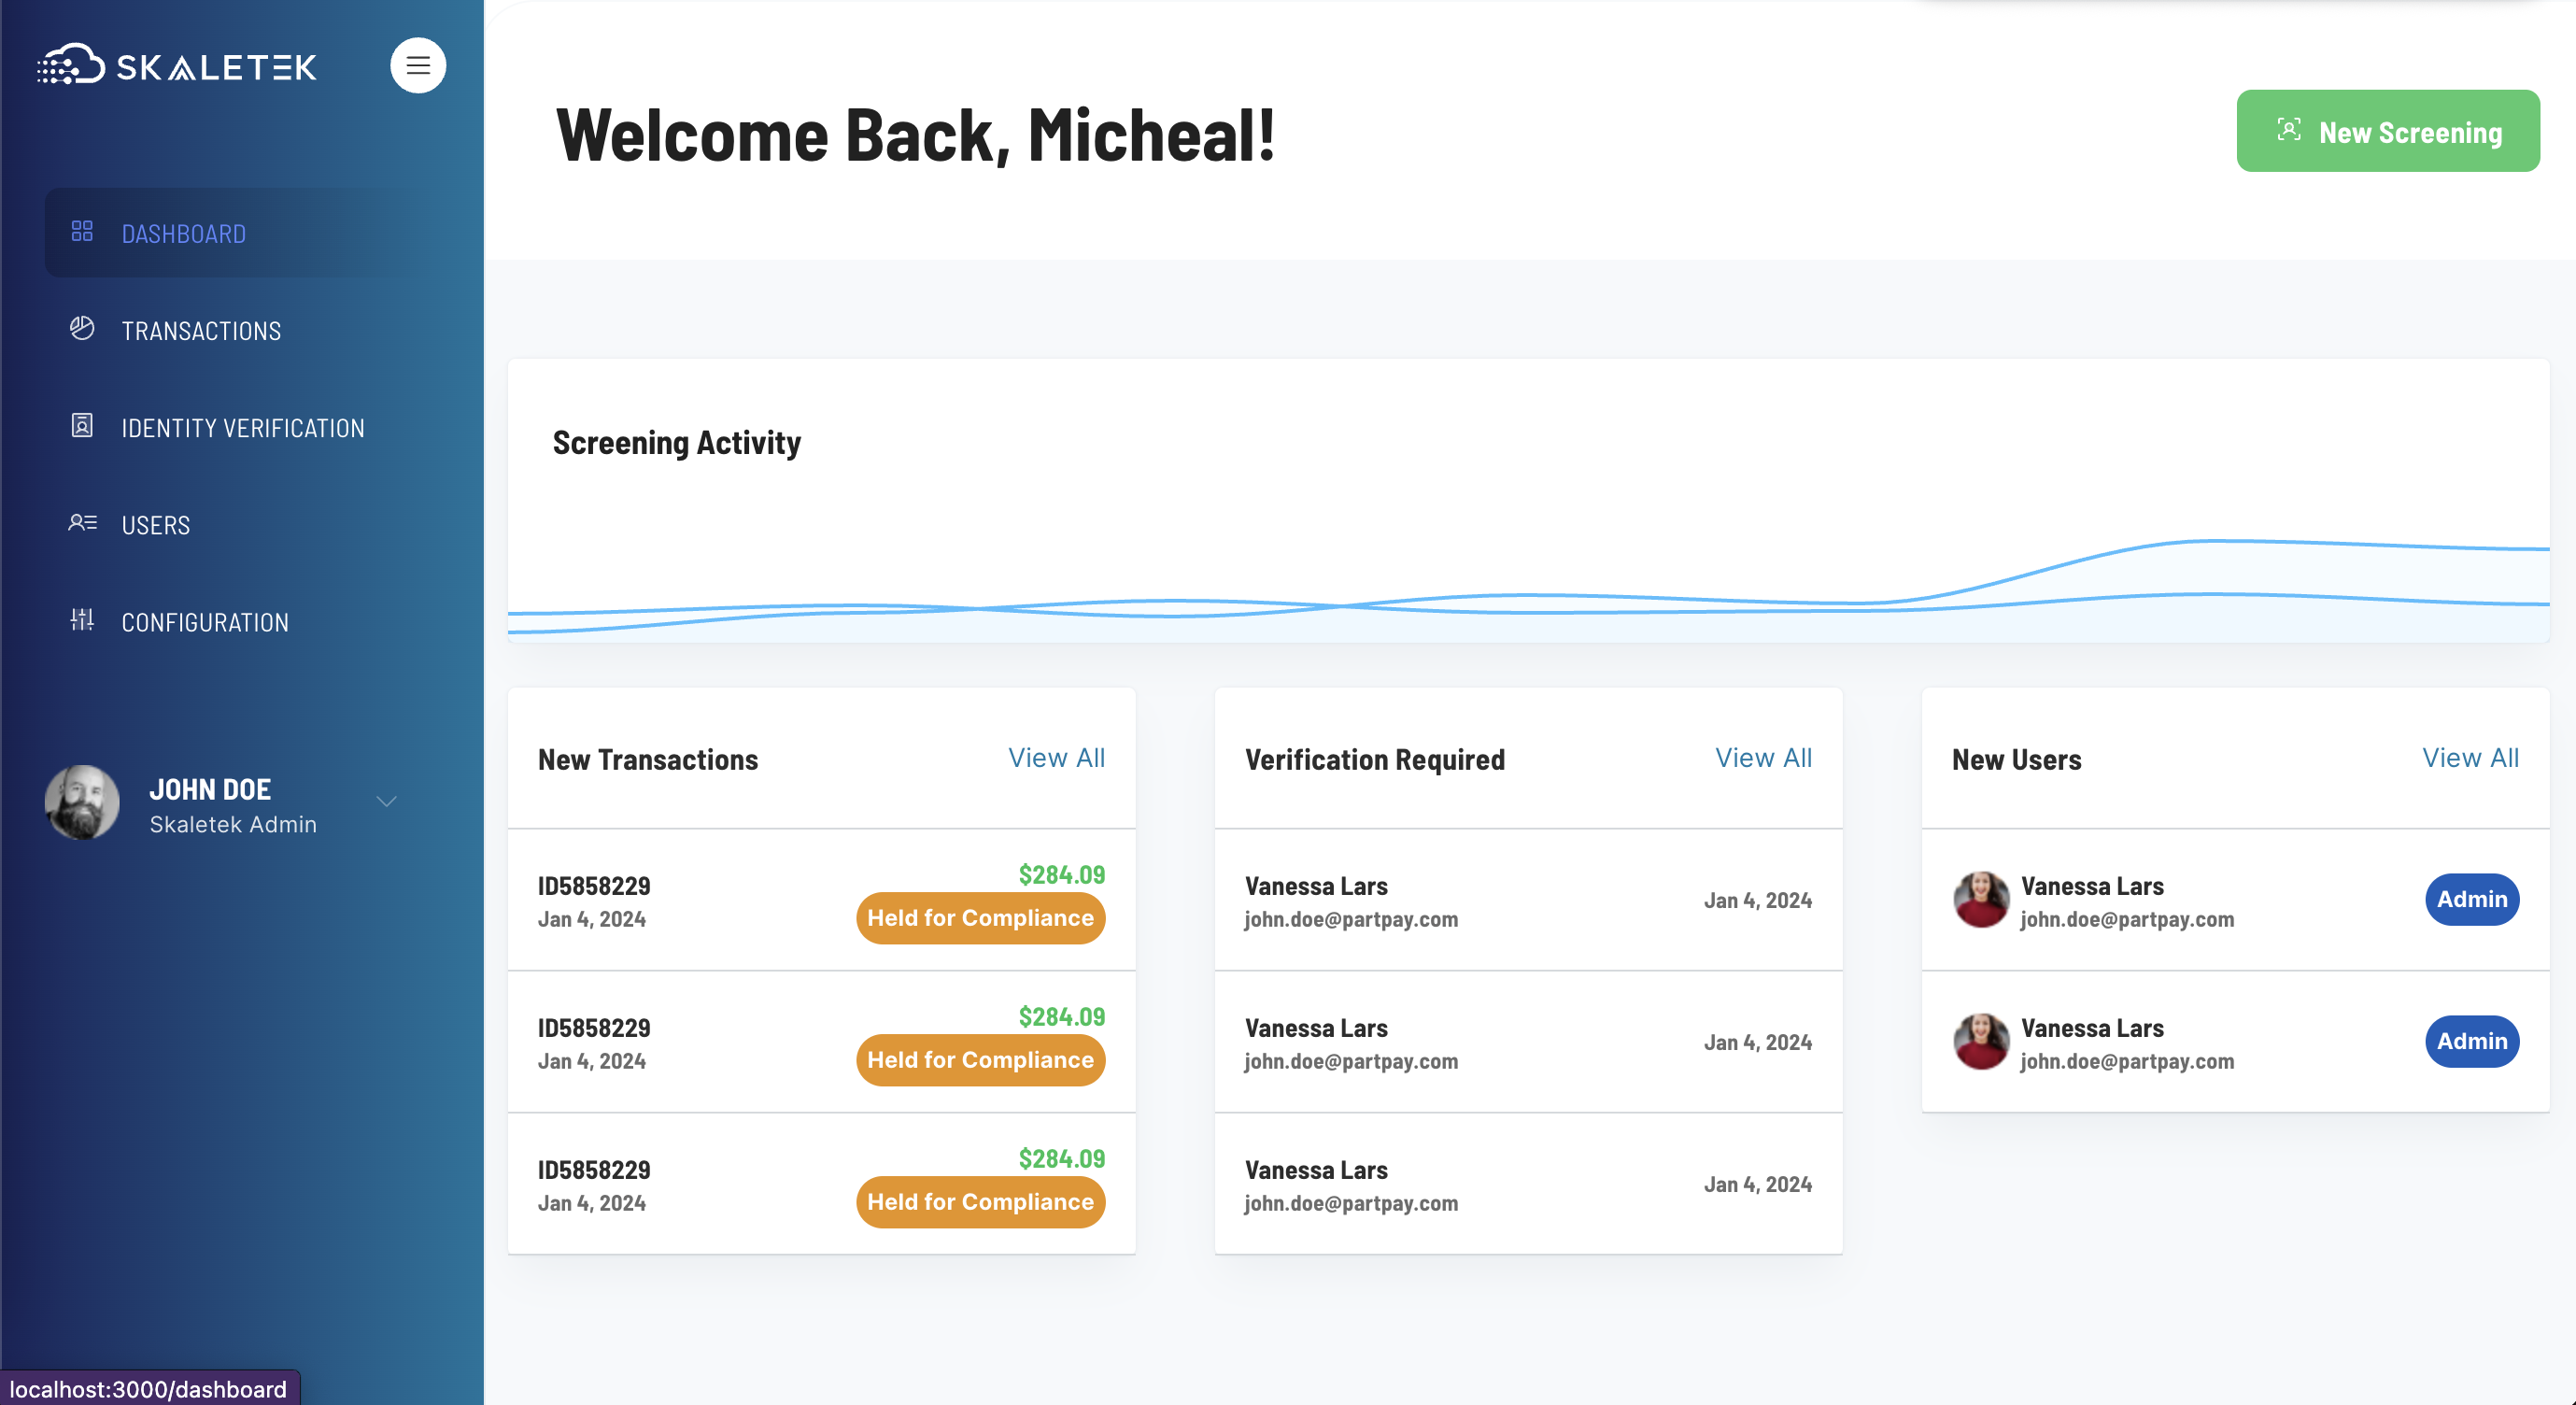 SKALETEK
DASHBOARD
TRANSACTIONS
IDENTITY VERIFICATION
USERS
CONFIGURATION
JOHN DOE
Skaletek Admin
localhost:3000/dashboard
Welcome Back, Micheal!
New Screening
Screening Activity
New Transactions
View All
ID5858229
Jan 4, 2024
$284.09
Held for Compliance
ID5858229
Jan 4, 2024
$284.09
Held for Compliance
ID5858229
Jan 4, 2024
$284.09
Held for Compliance
Verification Required
View All
Vanessa Lars
john.doe@partpay.com
Jan 4, 2024
Vanessa Lars
john.doe@partpay.com
Jan 4, 2024
Vanessa Lars
john.doe@partpay.com
Jan 4, 2024
New Users
View All
Vanessa Lars
john.doe@partpay.com
Admin
Vanessa Lars
john.doe@partpay.com
Admin